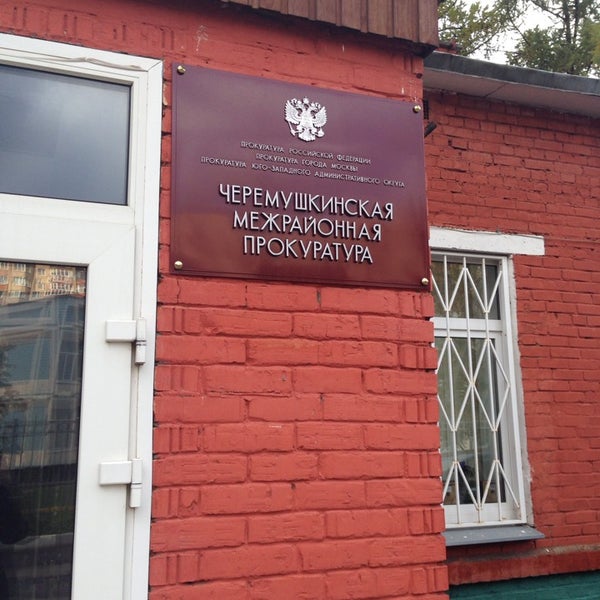 ПРОКУРАТУРА РОССИЙСКОЙ ФЕДЕРАЦИИ
ПРОКУРАТУРА ГОРОДА МОСКВЫ
ПРОКУРАТУРА ЮГО-ЗАПАДНОГО АДМИНИСТРАТИВНОГО ОКРУГА
ЧЕРЕМУШКИНСКАЯ
МЕЖРАЙОННАЯ
ПРОКУРАТУРА